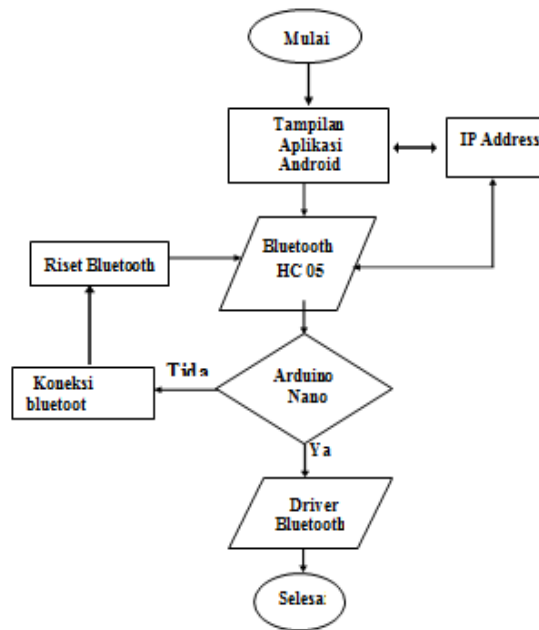 Mulai
Tampilan
Aplikasi
Android
IP Address
Bluetooth
HC 05
Riset Bluetooth
Tida
Arduino
Nano
Koneksi
bluetoot
Ya
Driver
Bluetooth
Selesa